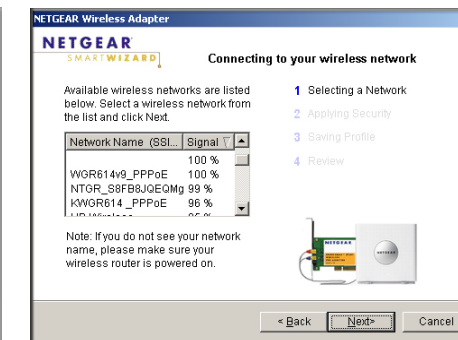 NETGEAR Wireless Adapter
NETGEAR
SMARTWIZARD
Connecting to your wireless network
Available wireless networks are listed
below. Select a wireless network from
the list and click Next.
Network Name (SSI... Signal
100 %
WGR614v9_PPPoE 100 %
NTGR_S8FB8JQEQMg 99 %
KWGR614 _PPPoE 96 %
Note: If you do not see your network
name, please make sure your
wireless router is powered on.
1 Selecting a Network
2 Applying Security
3 Saving Profile
4 Review
NETGEAR
< Back
Next>
Cancel